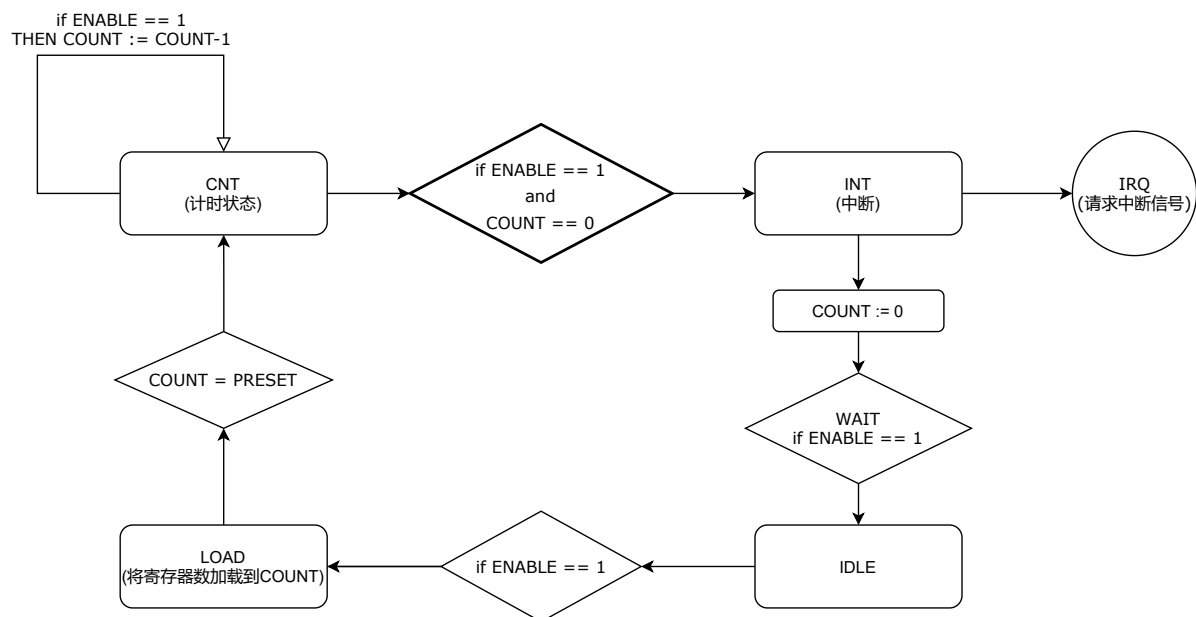 if ENABLE == 1
THEN COUNT := COUNT-1
CNT
(计时状态)
if ENABLE == 1
and
COUNT == 0
INT
(中断)
IRQ
(请求中断信号)
COUNT := 0
COUNT = PRESET
WAIT
if ENABLE == 1
LOAD
(将寄存器数加载到COUNT)
if ENABLE == 1
IDLE